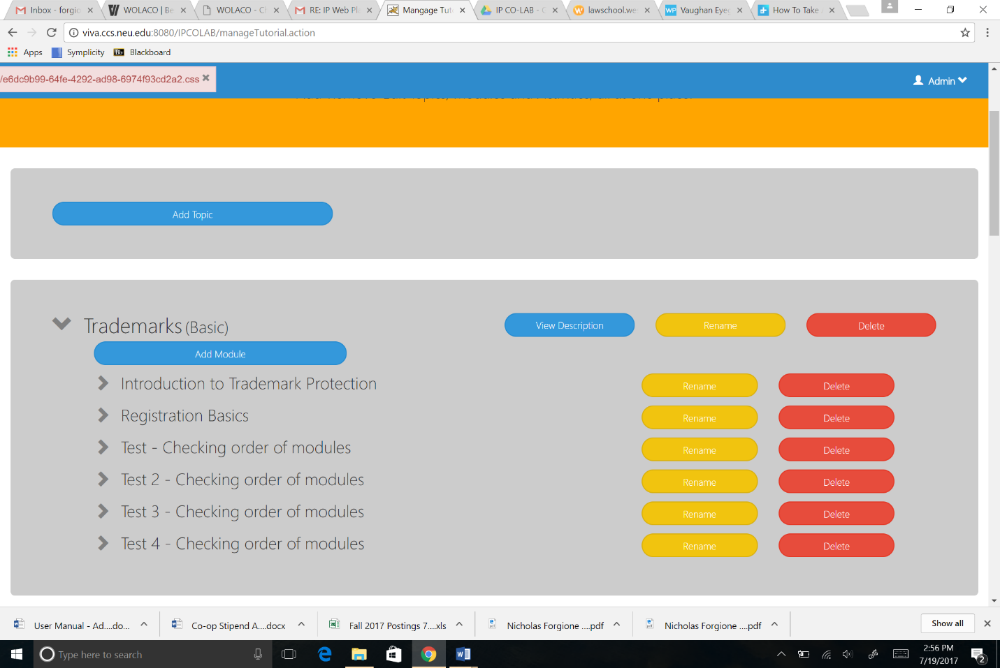 Inbox - forgio
WOLACO | Be
WOLACO - C
RE: IP Web Pl
Mangage Tut
IP CO-LAB - 
lawschool.we
Vaughan Eye
How To Take
viva.ccs.neu.edu:8080/IPCOLAB/manageTutorial.action
Apps Symplicity Bb Blackboard
/e6dc9b99-64fe-4292-ad98-6974f93cd2a2.css
Admin
Add Topic
Trademarks (Basic) View Description Rename Delete
Add Module
Introduction to Trademark Protection Rename Delete
Registration Basics Rename Delete
Test - Checking order of modules Rename Delete
Test 2 - Checking order of modules Rename Delete
Test 3 - Checking order of modules Rename Delete
Test 4 - Checking order of modules Rename Delete
User Manual - Ad....do... Co-op Stipend A....docx Fall 2017 Postings 7....xls Nicholas Forgione ....pdf Nicholas Forgione ....pdf Show all
Type here to search
2:56 PM
7/19/2017
2